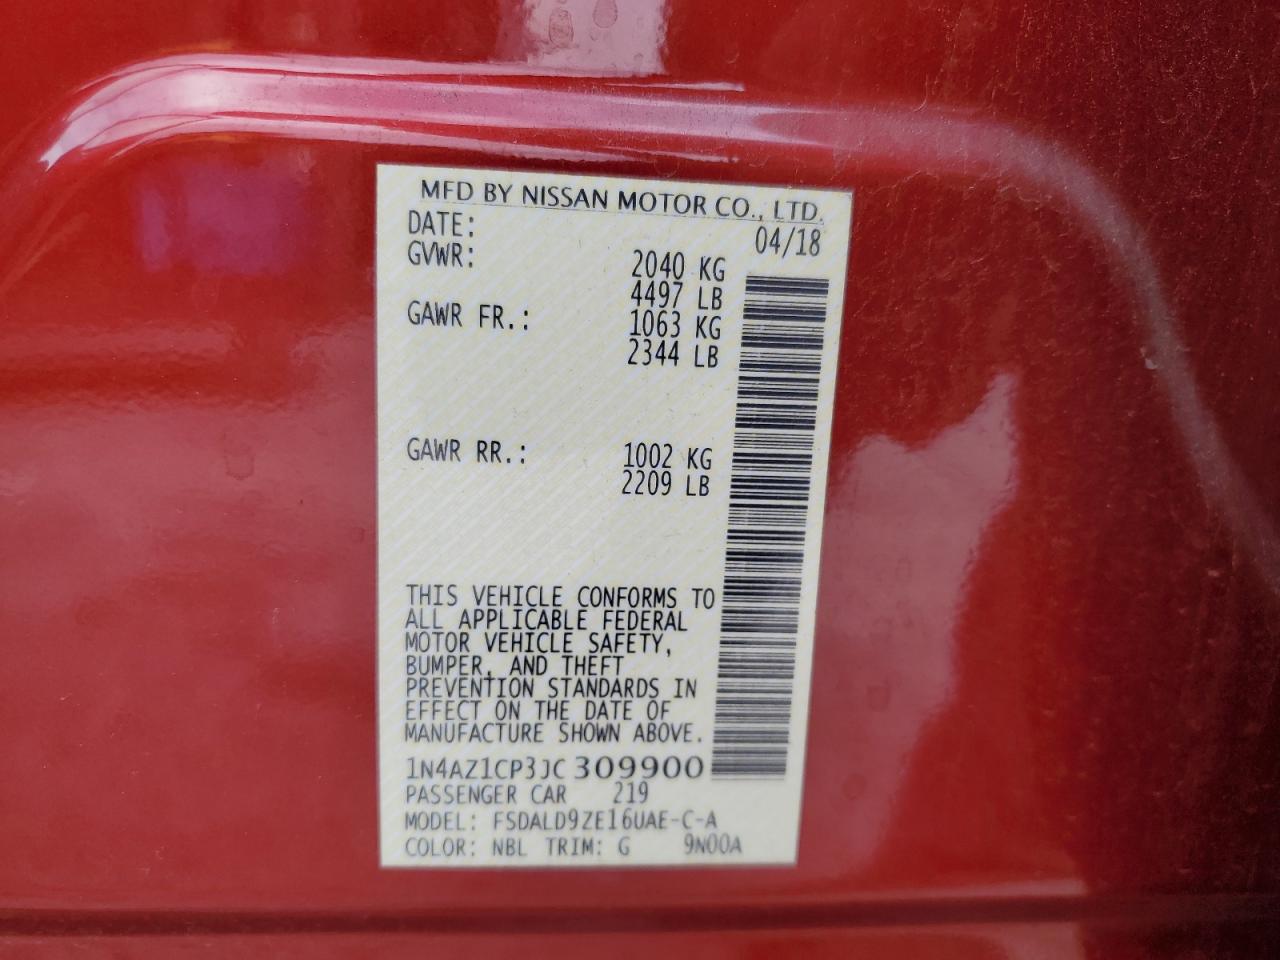 MFD BY NISSAN MOTOR CO., LTD.
DATE: 04/18
GVWR: 2040 KG
4497 LB
GAWR FR.: 1063 KG
2344 LB
GAWR RR.: 1002 KG
2209 LB
THIS VEHICLE CONFORMS TO
ALL APPLICABLE FEDERAL
MOTOR VEHICLE SAFETY,
BUMPER, AND THEFT
PREVENTION STANDARDS IN
EFFECT ON THE DATE OF
MANUFACTURE SHOWN ABOVE.
1N4AZ1CP3JC 309900
PASSENGER CAR 219
MODEL: FSDALD9ZE16UAE-C-A
COLOR: NBL TRIM: G 9N00A